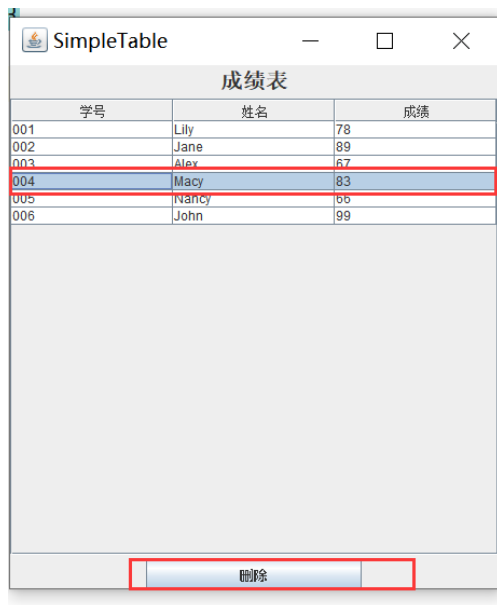 SimpleTable
成绩表
学号 姓名 成绩
001 Lily 78
002 Jane 89
003 Alex 67
004 Macy 83
005 Nancy 66
006 John 99
删除